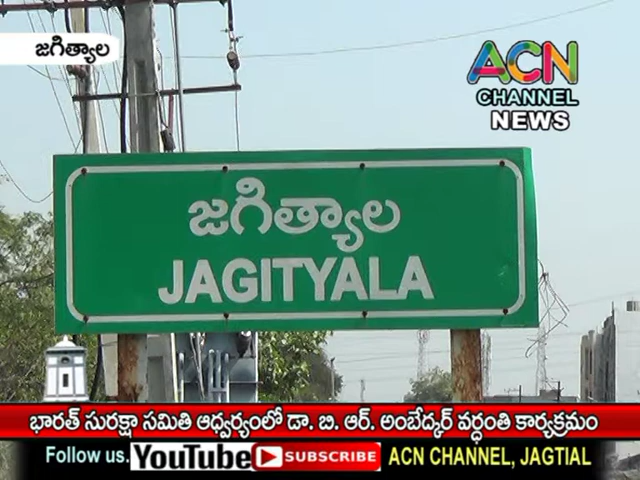 జగిత్యాల
ACN
CHANNEL
NEWS
జగిత్యాల
JAGITYALA
భారత్ సురక్షా సమితి ఆధ్వర్యంలో డా. బి. ఆర్. అంబేద్కర్ వర్ధంతి కార్యక్రమం
Follow us. YouTube SUBSCRIBE ACN CHANNEL, JAGTIAL